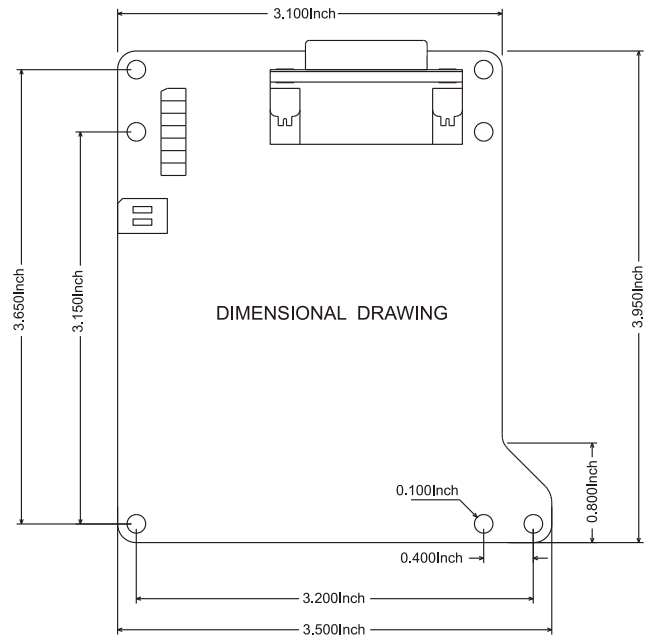 3.100Inch
3.650Inch
3.150Inch
3.950Inch
DIMENSIONAL DRAWING
0.100Inch
0.800Inch
0.400Inch
3.200Inch
3.500Inch